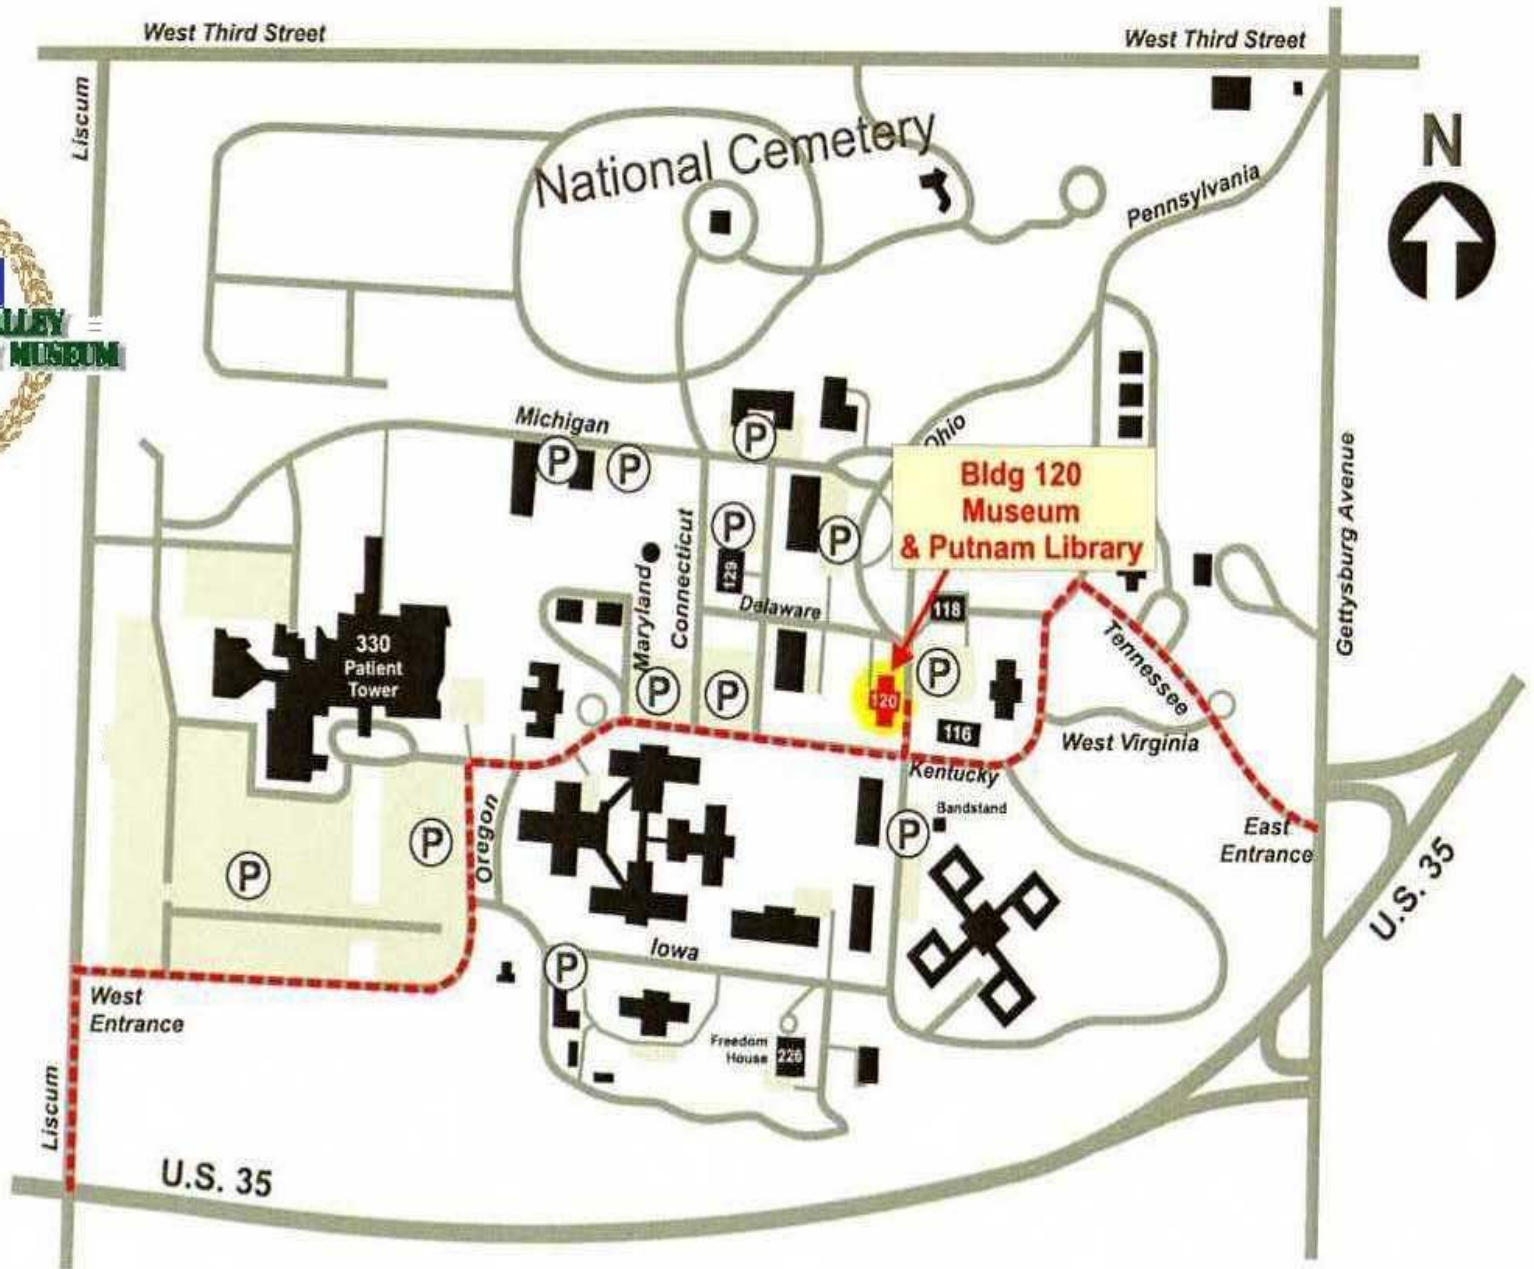 West Third Street
West Third Street
Liscum
National Cemetery
N
Pennsylvania
LLEY
MUSEUM
Michigan
P
P
P
Ohio
Bldg 120
Museum
& Putnam Library
Gettysburg Avenue
P
P
129
Maryland
Connecticut
Delaware
118
330
Patient
Tower
P
P
P
120
116
Tennessee
West Virginia
Kentucky
Oregon
P
P
P
Bandstand
East
Entrance
U.S. 35
Iowa
P
West
Entrance
Freedom
House
226
Liscum
U.S. 35